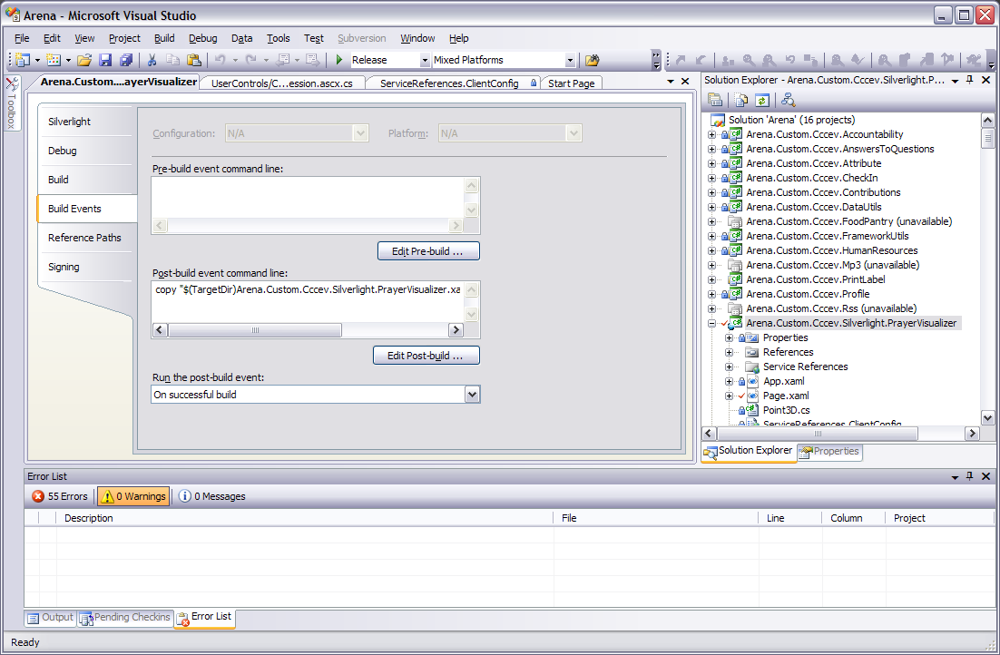 Arena - Microsoft Visual Studio
File Edit View Project Build Debug Data Tools Test Subversion Window Help
Release Mixed Platforms
Toolbox
Arena.Custom....ayerVisualizer UserControls/C...ession.ascx.cs ServiceReferences.ClientConfig Start Page
Silverlight
Debug
Build
Build Events
Reference Paths
Signing
Configuration: N/A Platform: N/A
Pre-build event command line:
Edit Pre-build ...
Post-build event command line:
copy "$(TargetDir)Arena.Custom.Cccev.Silverlight.PrayerVisualizer.xa
Edit Post-build ...
Run the post-build event:
On successful build
Solution Explorer - Arena.Custom.Cccev.Silverlight.P...
Solution 'Arena' (16 projects)
Arena.Custom.Cccev.Accountability
Arena.Custom.Cccev.AnswersToQuestions
Arena.Custom.Cccev.Attribute
Arena.Custom.Cccev.CheckIn
Arena.Custom.Cccev.Contributions
Arena.Custom.Cccev.DataUtils
Arena.Custom.Cccev.FoodPantry (unavailable)
Arena.Custom.Cccev.FrameworkUtils
Arena.Custom.Cccev.HumanResources
Arena.Custom.Cccev.Mp3 (unavailable)
Arena.Custom.Cccev.PrintLabel
Arena.Custom.Cccev.Profile
Arena.Custom.Cccev.Rss (unavailable)
Arena.Custom.Cccev.Silverlight.PrayerVisualizer
Properties
References
Service References
App.xaml
Page.xaml
Point3D.cs
ServiceReferences.ClientConfig
Solution Explorer Properties
Error List
55 Errors 0 Warnings 0 Messages
Description File Line Column Project
Output Pending Checkins Error List
Ready